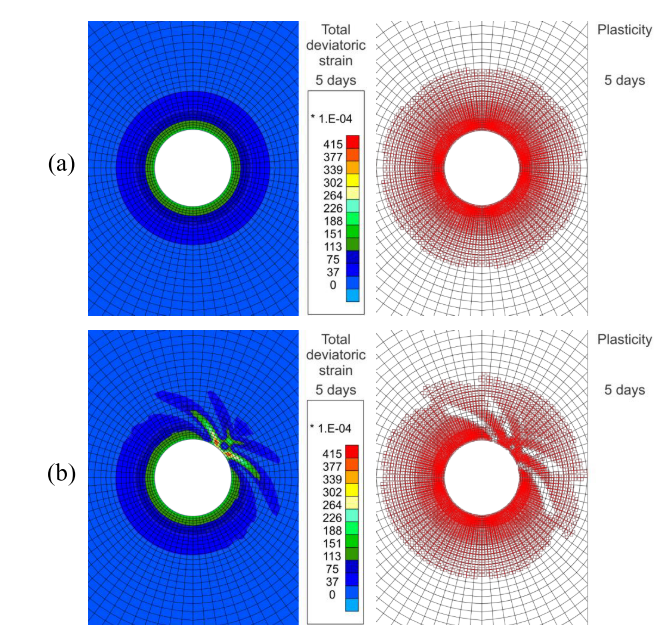 Total
deviatoric
strain
5 days
* 1.E-04
415
377
339
302
264
226
188
151
113
75
37
0
Plasticity
5 days
(a)
Total
deviatoric
strain
5 days
* 1.E-04
415
377
339
302
264
226
188
151
113
75
37
0
Plasticity
5 days
(b)